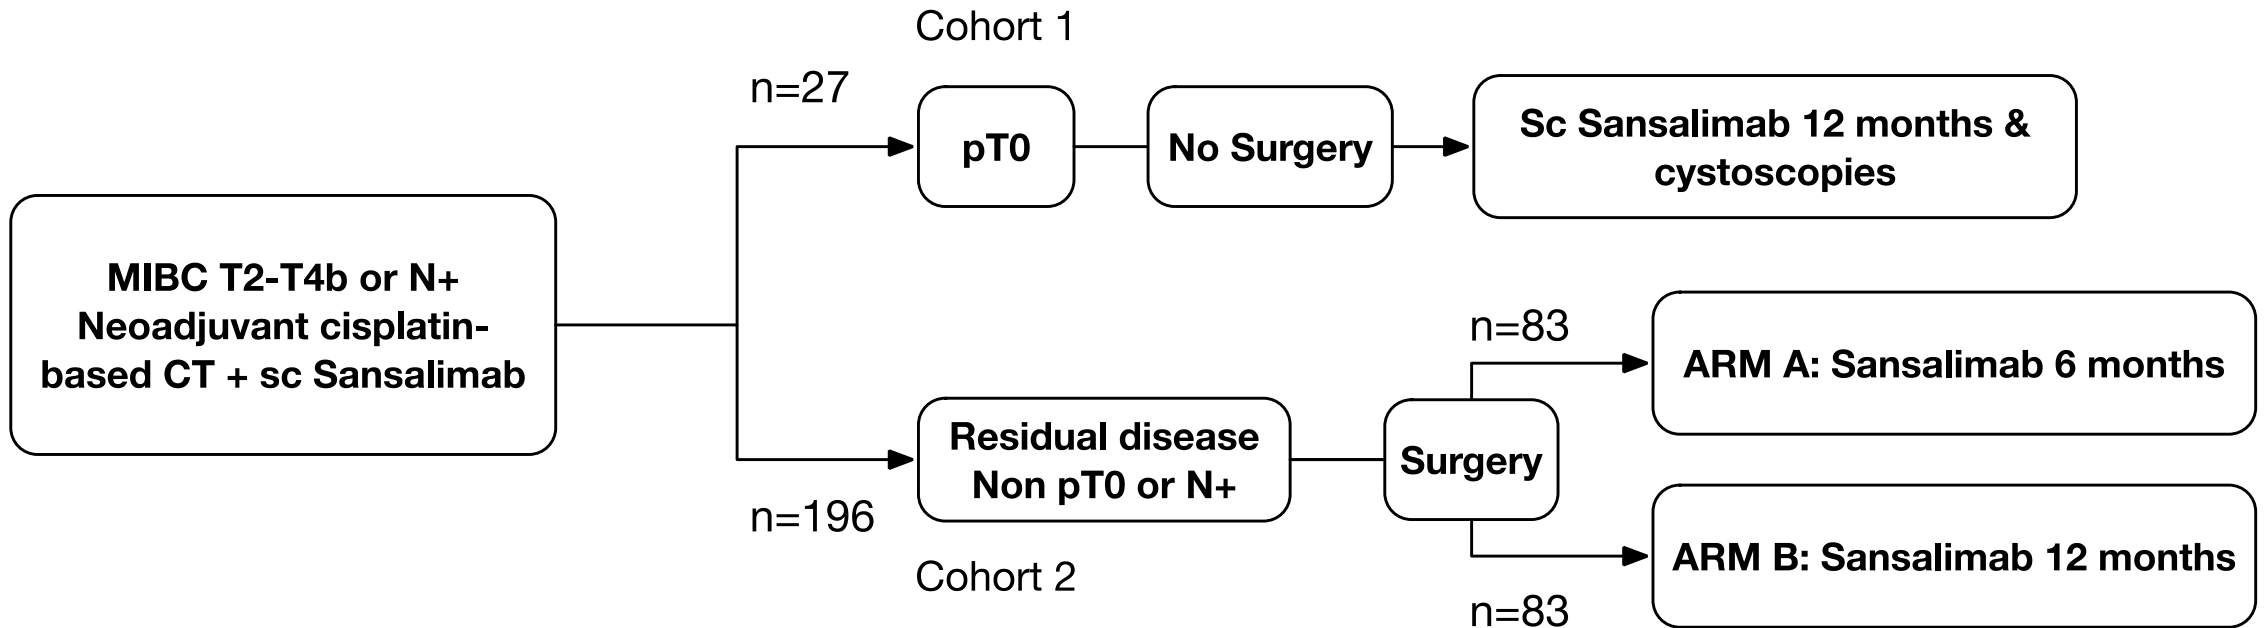 Cohort 1
n=27
pT0
No Surgery
Sc Sansalimab 12 months &
cystoscopies
MIBC T2-T4b or N+
Neoadjuvant cisplatin-
based CT + sc Sansalimab
n=196
Residual disease
Non pT0 or N+
Cohort 2
Surgery
n=83
ARM A: Sansalimab 6 months
ARM B: Sansalimab 12 months
n=83